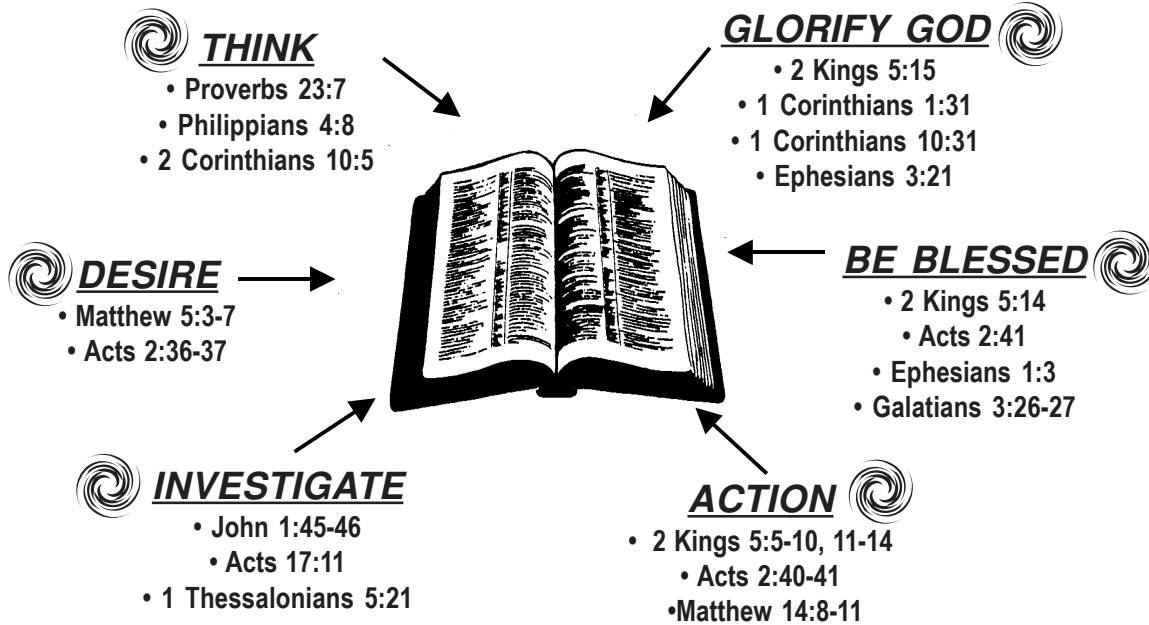 THINK
• Proverbs 23:7
• Philippians 4:8
• 2 Corinthians 10:5
DESIRE
• Matthew 5:3-7
• Acts 2:36-37
INVESTIGATE
• John 1:45-46
• Acts 17:11
• 1 Thessalonians 5:21
GLORIFY GOD
• 2 Kings 5:15
• 1 Corinthians 1:31
• 1 Corinthians 10:31
• Ephesians 3:21
BE BLESSED
• 2 Kings 5:14
• Acts 2:41
• Ephesians 1:3
• Galatians 3:26-27
ACTION
• 2 Kings 5:5-10, 11-14
• Acts 2:40-41
•Matthew 14:8-11